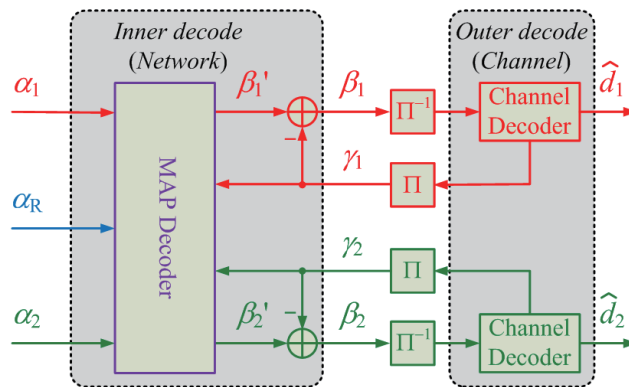 Inner decode
(Network)
Outer decode
(Channel)
α₁
β₁'
β₁
Π⁻¹
Channel
Decoder
d̂₁
−
γ₁
Π
MAP Decoder
α_R
γ₂
Π
−
α₂
β₂'
β₂
Π⁻¹
Channel
Decoder
d̂₂